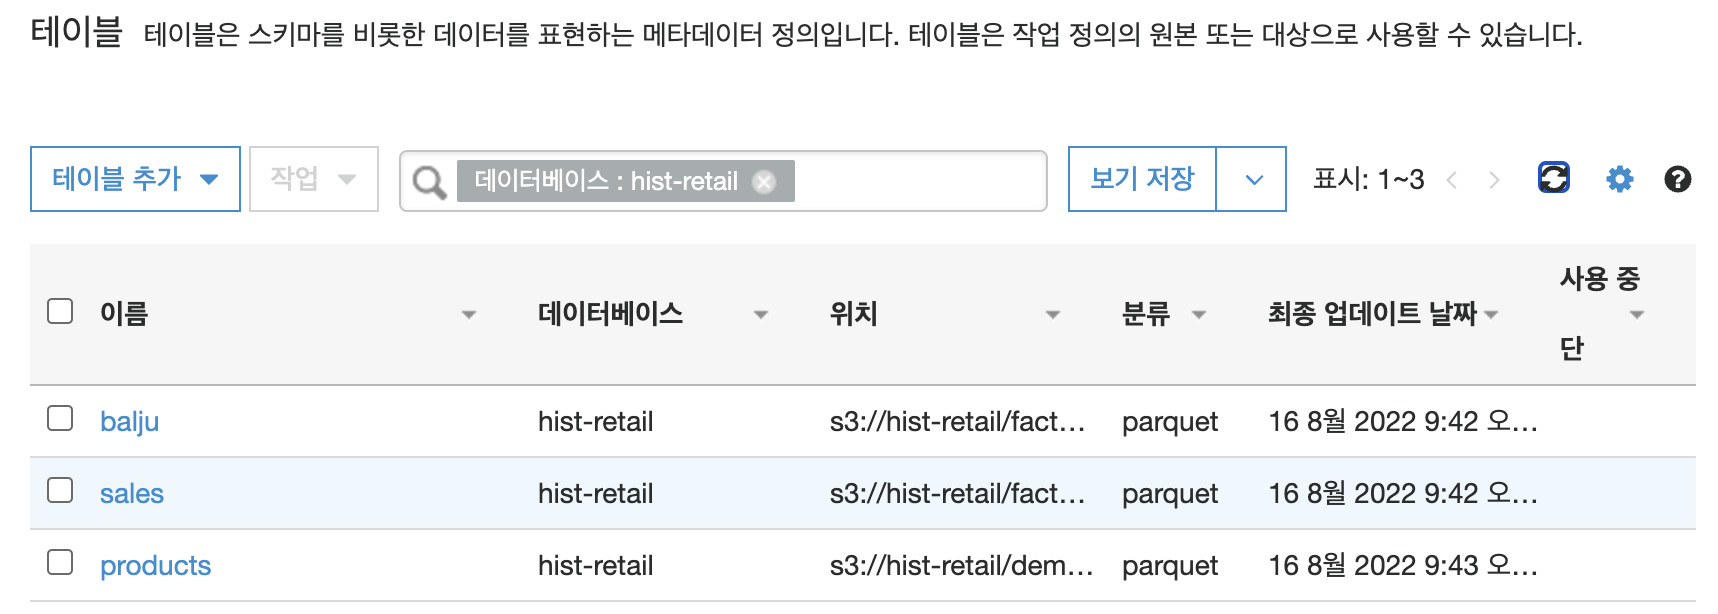 테이블 테이블은 스키마를 비롯한 데이터를 표현하는 메타데이터 정의입니다. 테이블은 작업 정의의 원본 또는 대상으로 사용할 수 있습니다.
테이블 추가 작업 데이터베이스 : hist-retail 보기 저장 표시: 1~3
이름 데이터베이스 위치 분류 최종 업데이트 날짜 사용 중
단
balju hist-retail s3://hist-retail/fact... parquet 16 8월 2022 9:42 오...
sales hist-retail s3://hist-retail/fact... parquet 16 8월 2022 9:42 오...
products hist-retail s3://hist-retail/dem... parquet 16 8월 2022 9:43 오...